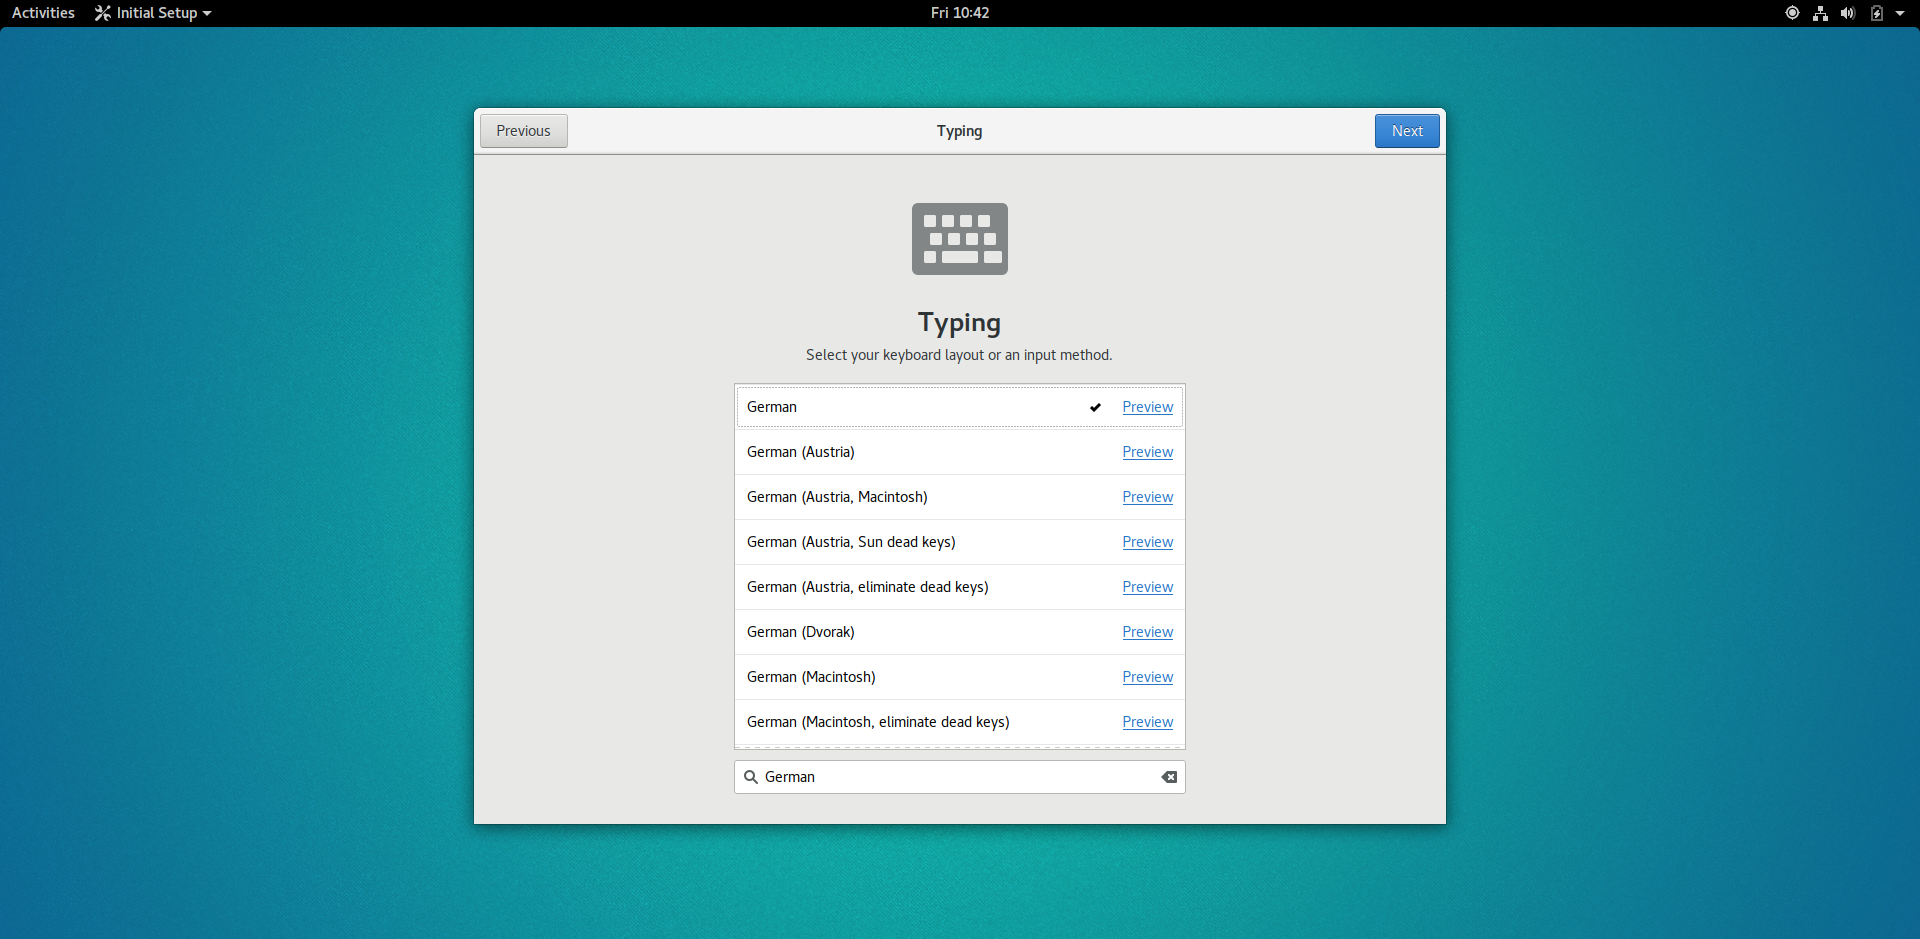 Activities Initial Setup Fri 10:42
Previous Typing Next
Typing
Select your keyboard layout or an input method.
German Preview
German (Austria) Preview
German (Austria, Macintosh) Preview
German (Austria, Sun dead keys) Preview
German (Austria, eliminate dead keys) Preview
German (Dvorak) Preview
German (Macintosh) Preview
German (Macintosh, eliminate dead keys) Preview
German